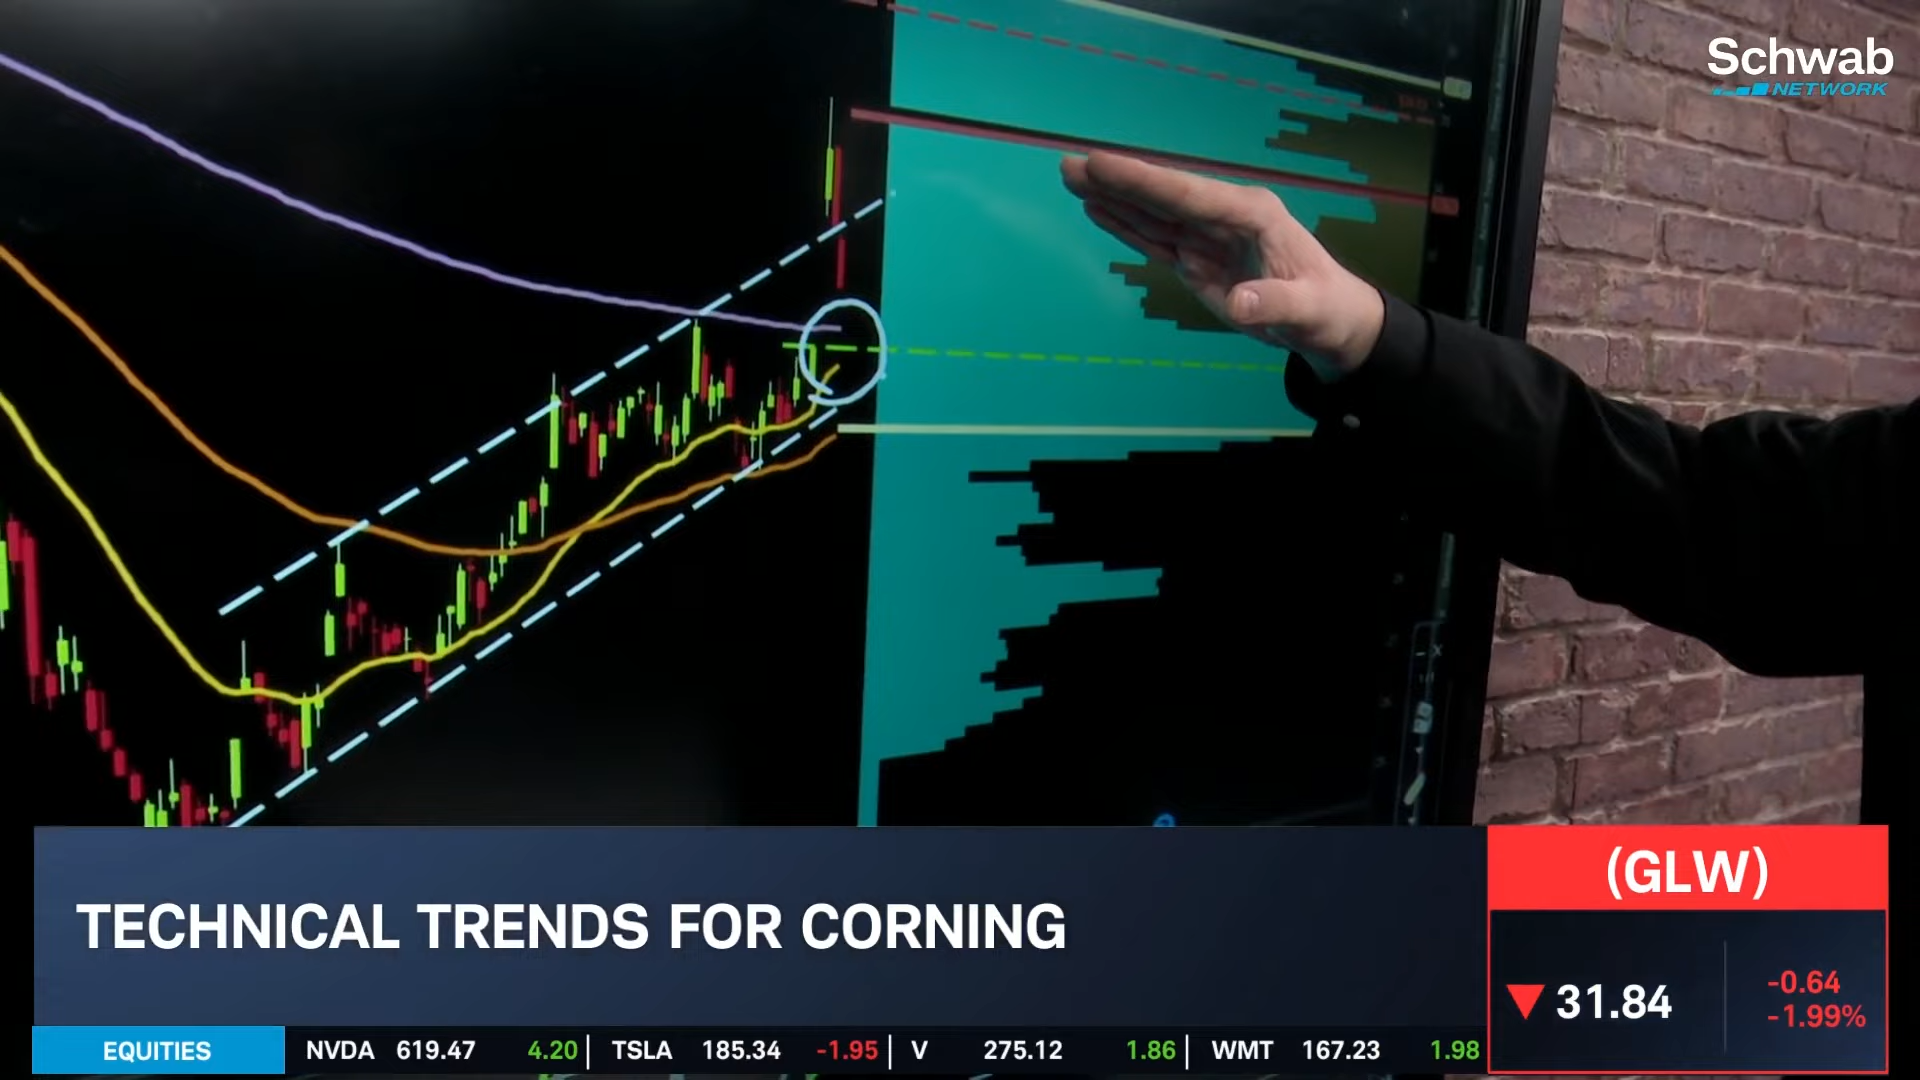 Schwab
NETWORK
TECHNICAL TRENDS FOR CORNING
(GLW)
▼ 31.84
-0.64
-1.99%
EQUITIES
NVDA 619.47 4.20 | TSLA 185.34 -1.95 | V 275.12 1.86 | WMT 167.23 1.98